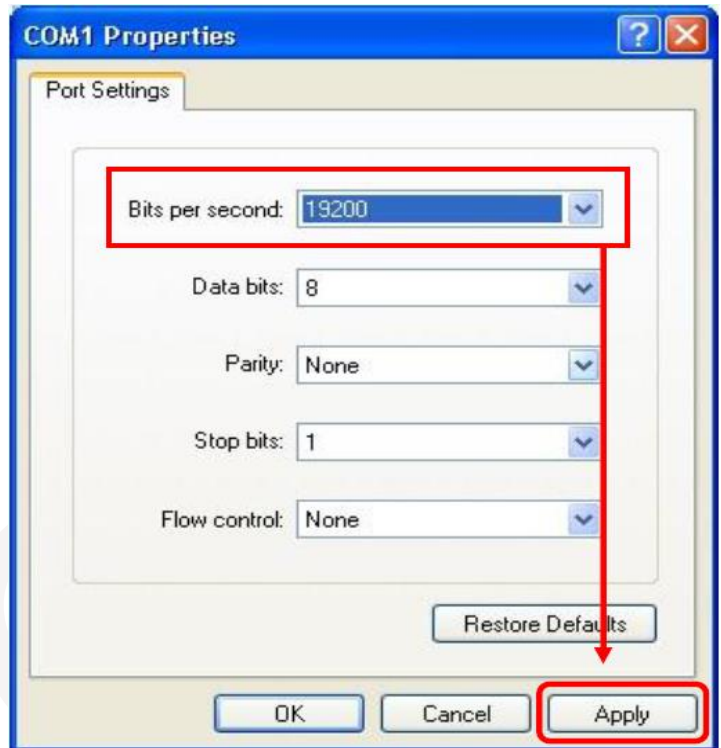 COM1 Properties
Port Settings
Bits per second: 19200
Data bits: 8
Parity: None
Stop bits: 1
Flow control: None
Restore Defaults
OK Cancel Apply